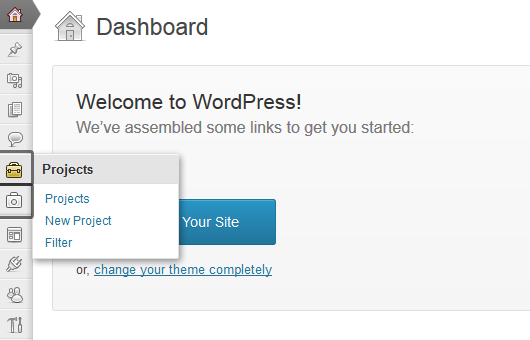 Dashboard
Welcome to WordPress!
We've assembled some links to get you started:
Projects
Projects
New Project
Filter
Your Site
or, change your theme completely